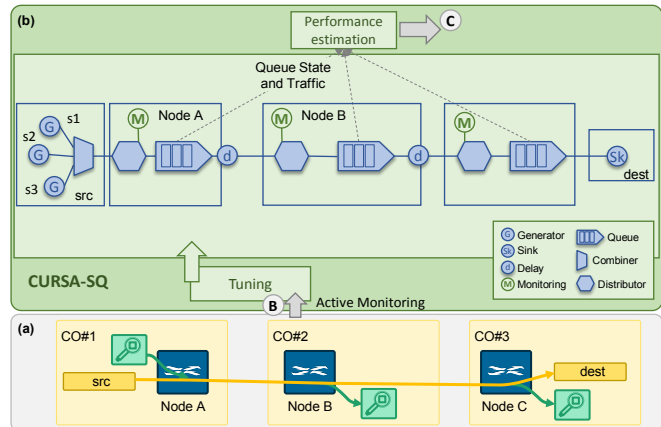 (b)
Performance
estimation
C
Queue State
and Traffic
s1
s2
s3
G
G
G
src
M
Node A
d
M
Node B
d
M
Sk
dest
G Generator
Sk Sink
d Delay
M Monitoring
Queue
Combiner
Distributor
CURSA-SQ
Tuning
B
Active Monitoring
(a)
CO#1
CO#2
CO#3
src
dest
Node A
Node B
Node C